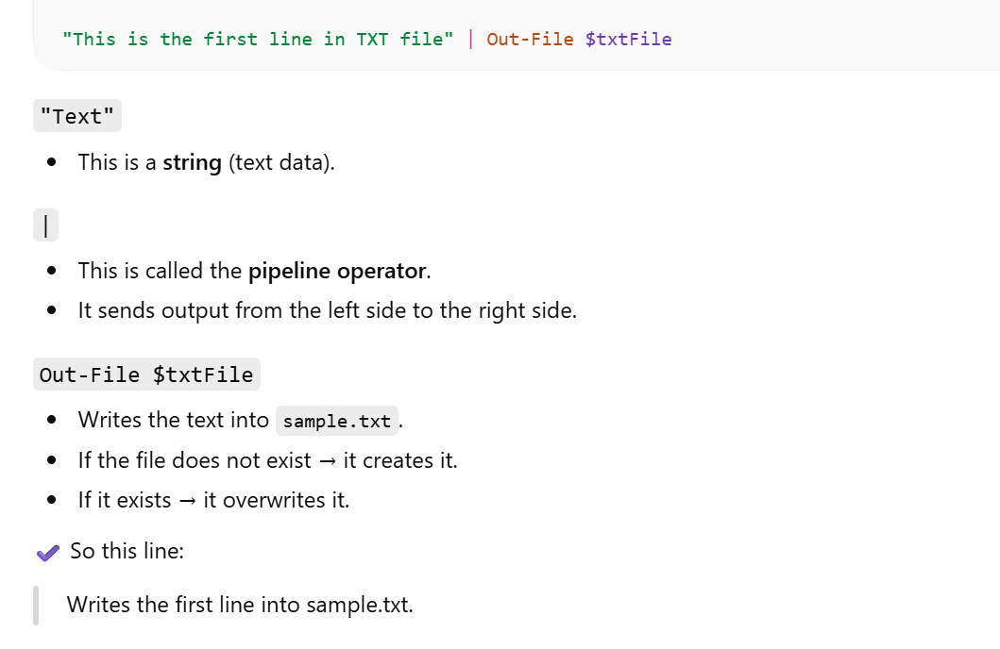 "This is the first line in TXT file" | Out-File $txtFile
"Text"
• This is a string (text data).
|
• This is called the pipeline operator.
• It sends output from the left side to the right side.
Out-File $txtFile
• Writes the text into sample.txt.
• If the file does not exist → it creates it.
• If it exists → it overwrites it.
✔ So this line:
Writes the first line into sample.txt.